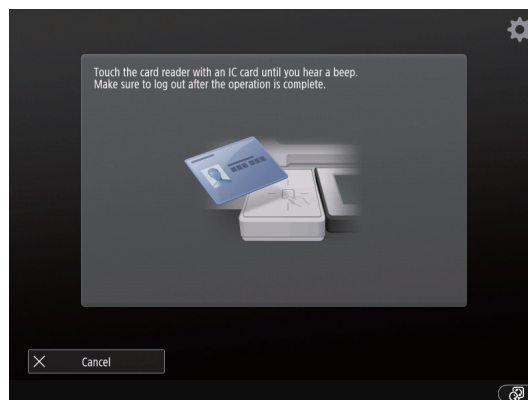 Touch the card reader with an IC card until you hear a beep.
Make sure to log out after the operation is complete.
Cancel